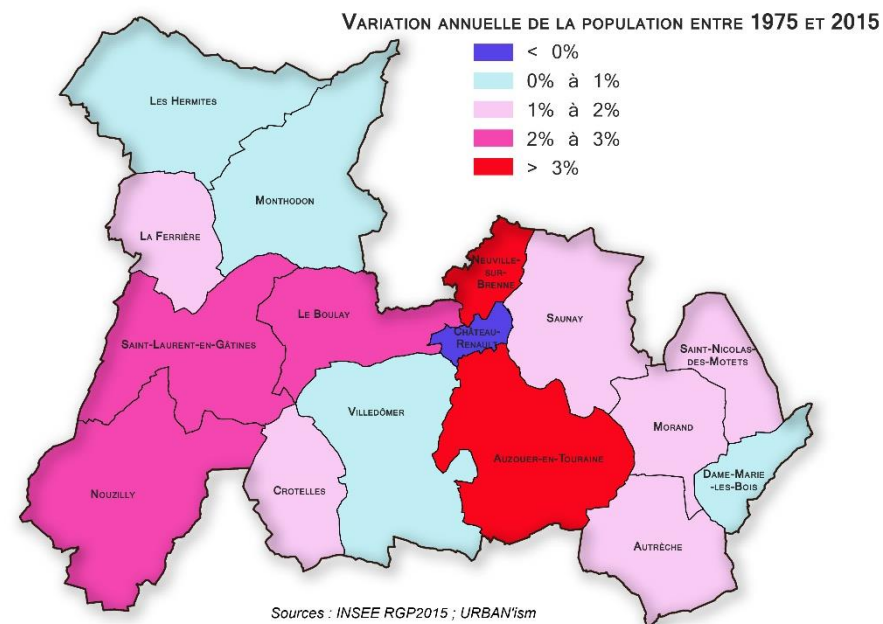 VARIATION ANNUELLE DE LA POPULATION ENTRE 1975 ET 2015
< 0%
0% à 1%
1% à 2%
2% à 3%
> 3%
LES HERMITES
MONTHODON
LA FERRIÈRE
NEUVILLE-
SUR-
BRENNE
LE BOULAY
SAUNAY
CHÂTEAU-
RENAULT
SAINT-LAURENT-EN-GÂTINES
SAINT-NICOLAS
-DES-MOTETS
VILLEDÔMER
MORAND
AUZOUER-EN-TOURAINE
DAME-MARIE
-LES-BOIS
CROTELLES
NOUZILLY
AUTRÈCHE
Sources : INSEE RGP2015 ; URBAN'ism